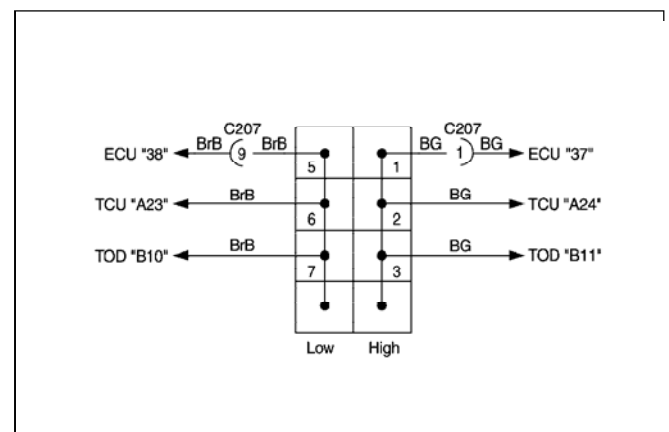 C207 C207
ECU "38" BrB 9 BrB BG 1 BG ECU "37"
5 1
TCU "A23" BrB BG TCU "A24"
6 2
TOD "B10" BrB BG TOD "B11"
7 3
Low High